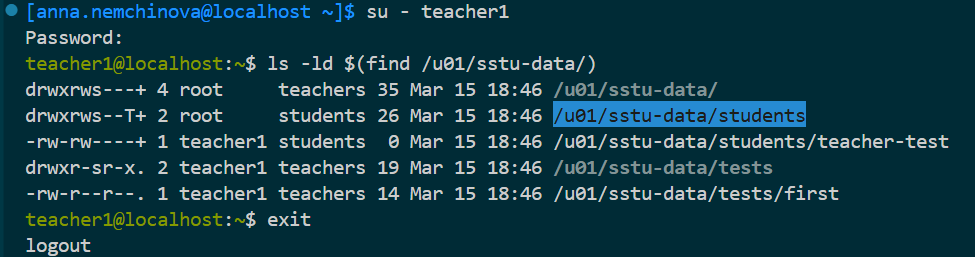 [anna.nemchinova@localhost ~]$ su - teacher1
Password:
teacher1@localhost:~$ ls -ld $(find /u01/sstu-data/)
drwxrws---+ 4 root     teachers 35 Mar 15 18:46 /u01/sstu-data/
drwxrws--T+ 2 root     students 26 Mar 15 18:46 /u01/sstu-data/students
-rw-rw----+ 1 teacher1 students  0 Mar 15 18:46 /u01/sstu-data/students/teacher-test
drwxr-sr-x. 2 teacher1 teachers 19 Mar 15 18:46 /u01/sstu-data/tests
-rw-r--r--. 1 teacher1 teachers 14 Mar 15 18:46 /u01/sstu-data/tests/first
teacher1@localhost:~$ exit
logout